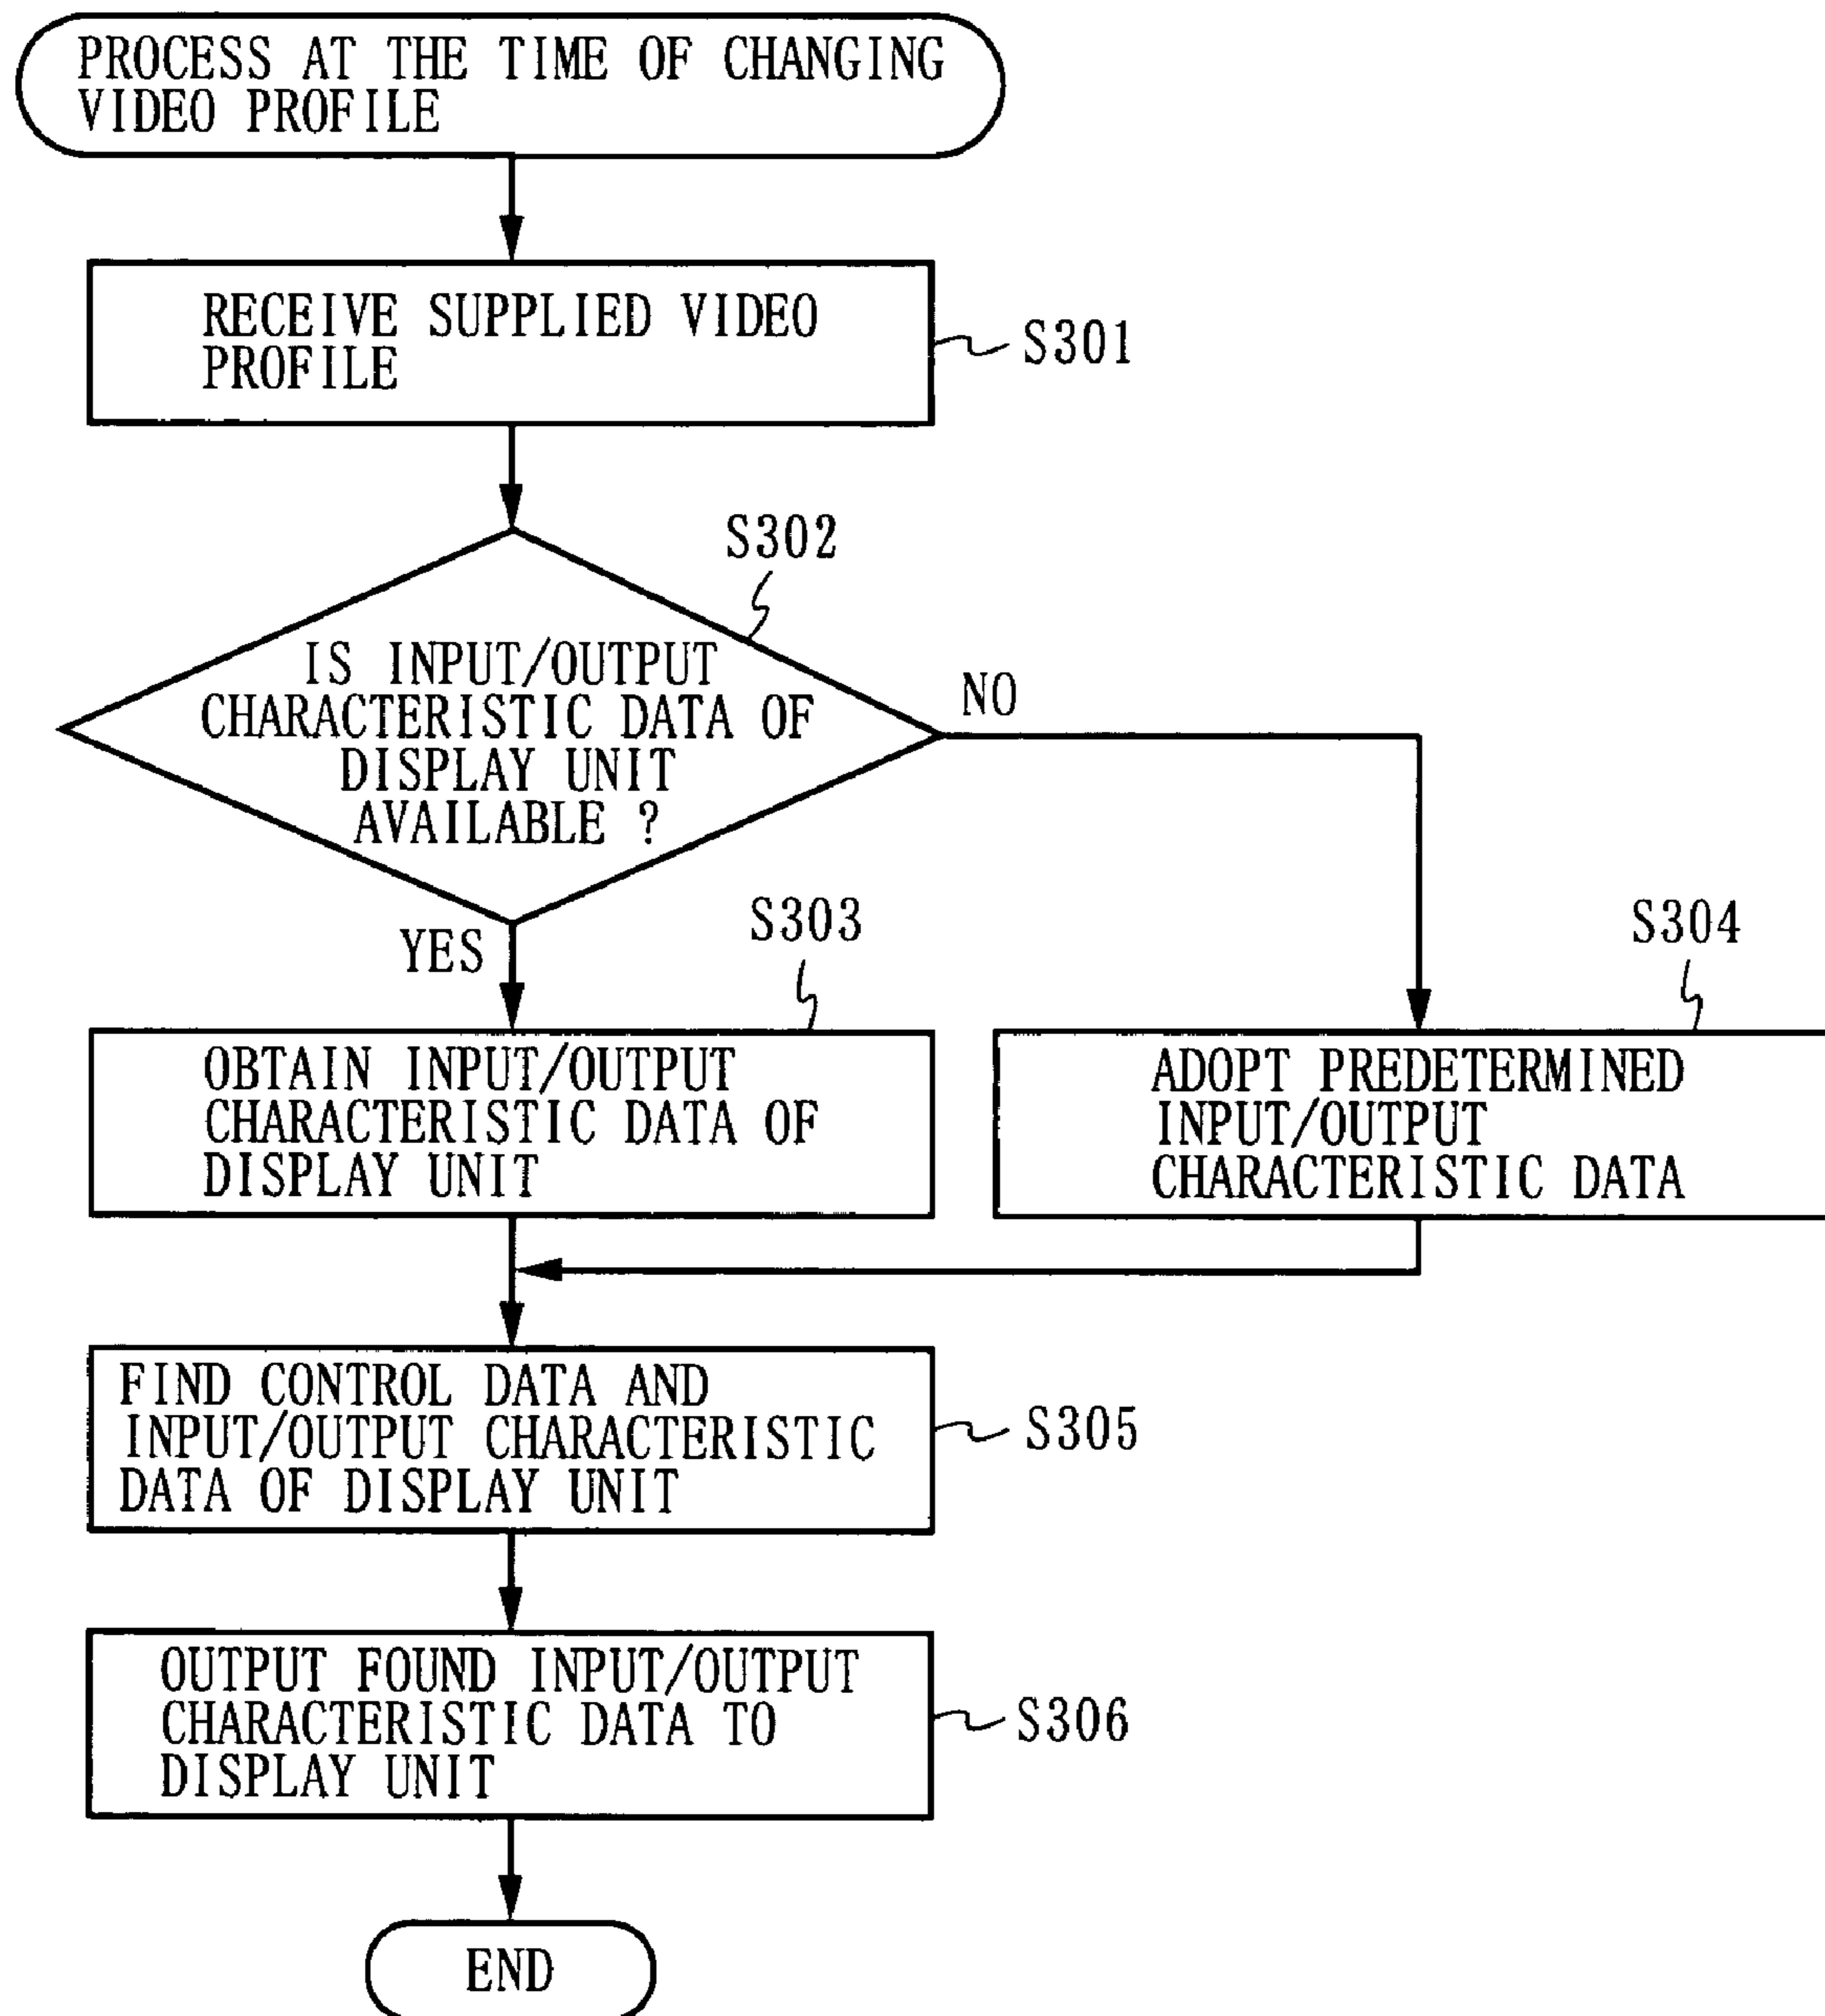 PROCESS AT THE TIME OF CHANGING
VIDEO PROFILE
RECEIVE SUPPLIED VIDEO
PROFILE
S301
S302
IS INPUT/OUTPUT
CHARACTERISTIC DATA OF
DISPLAY UNIT
AVAILABLE ?
NO
YES
S303
OBTAIN INPUT/OUTPUT
CHARACTERISTIC DATA OF
DISPLAY UNIT
S304
ADOPT PREDETERMINED
INPUT/OUTPUT
CHARACTERISTIC DATA
FIND CONTROL DATA AND
INPUT/OUTPUT CHARACTERISTIC
DATA OF DISPLAY UNIT
S305
OUTPUT FOUND INPUT/OUTPUT
CHARACTERISTIC DATA TO
DISPLAY UNIT
S306
END